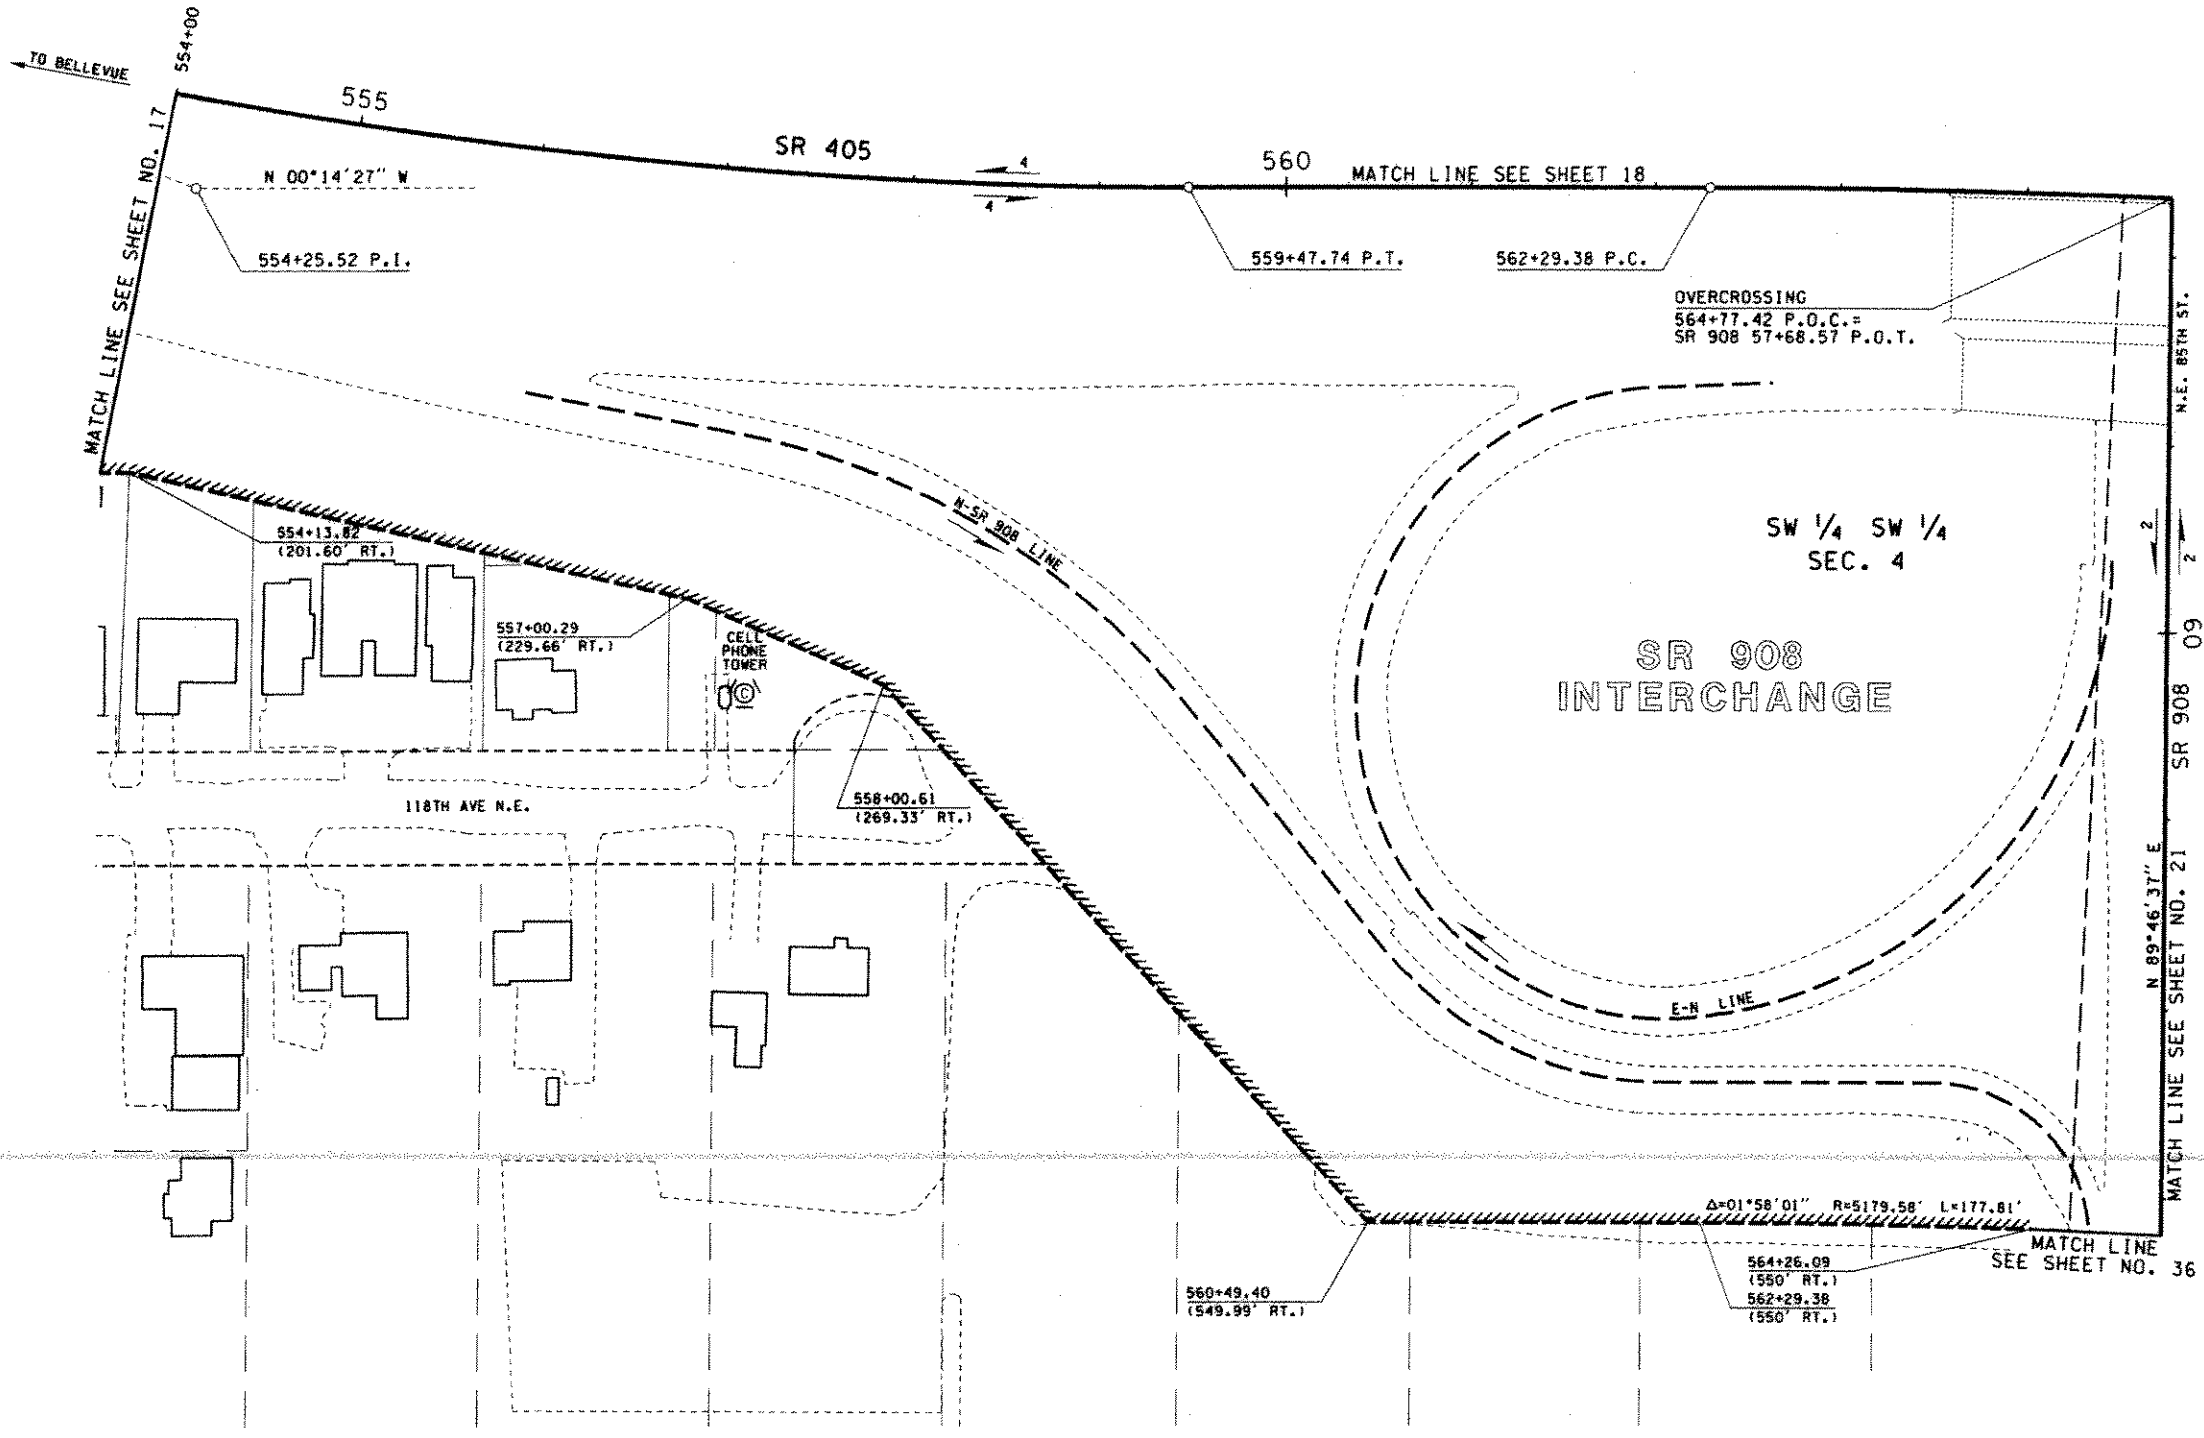 554+00
TO BELLEVUE
555
SR 405
4
4
560
MATCH LINE SEE SHEET 18
MATCH LINE SEE SHEET NO. 17
N 00°14'27" W
554+25.52 P.I.
559+47.74 P.T.
562+29.38 P.C.
OVERCROSSING
564+77.42 P.O.C.=
SR 908 57+68.57 P.O.T.
N.E. 85TH ST.
N-SR 908 LINE
SW 1/4 SW 1/4
SEC. 4
2
2
554+13.82
(201.60' RT.)
557+00.29
(229.66' RT.)
CELL
PHONE
TOWER
C
SR 908
INTERCHANGE
60
SR 908
118TH AVE N.E.
558+00.61
(269.33' RT.)
N 89°46'37" E
MATCH LINE SEE SHEET NO. 21
E-N LINE
Δ=01°58'01" R=5179.58' L=177.81'
MATCH LINE
SEE SHEET NO. 36
560+49.40
(549.99' RT.)
564+26.09
(550' RT.)
562+29.38
(550' RT.)